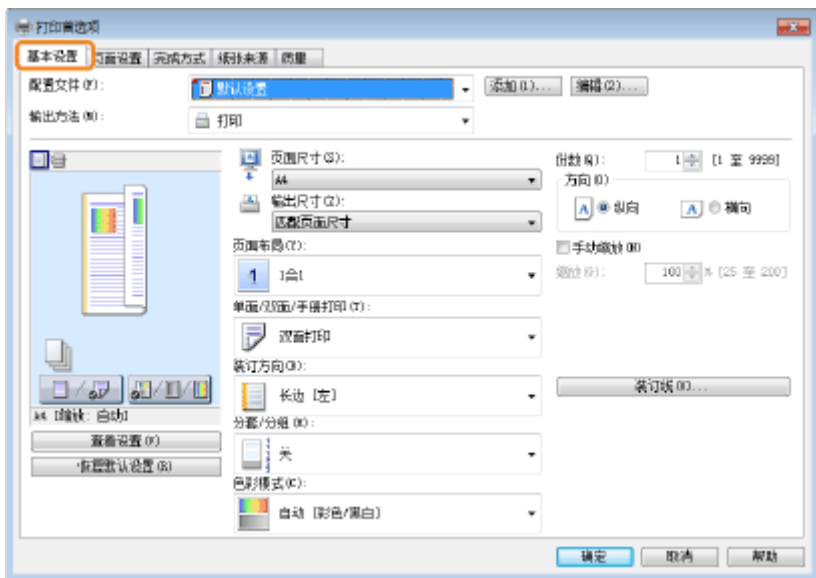 打印首选项
基本设置 页面设置 完成方式 纸张来源 质量
配置文件(F): 默认设置 添加(1)... 编辑(2)...
输出方法(M): 打印
页面尺寸(S):
A4
输出尺寸(Z):
匹配页面尺寸
份数(Q): 1 [1 至 9999]
方向(O)
A 纵向 A 横向
页面布局(Y):
1 1合1
手动缩放(N)
缩放(G): 100 % [25 至 200]
单面/双面/手册打印(T):
双面打印
装订方向(B):
长边 [左]
装订线(X)...
A4 [缩放: 自动]
查看设置(V)
恢复默认设置(R)
分套/分组(K):
关
色彩模式(C):
自动 [彩色/黑白]
确定 取消 帮助